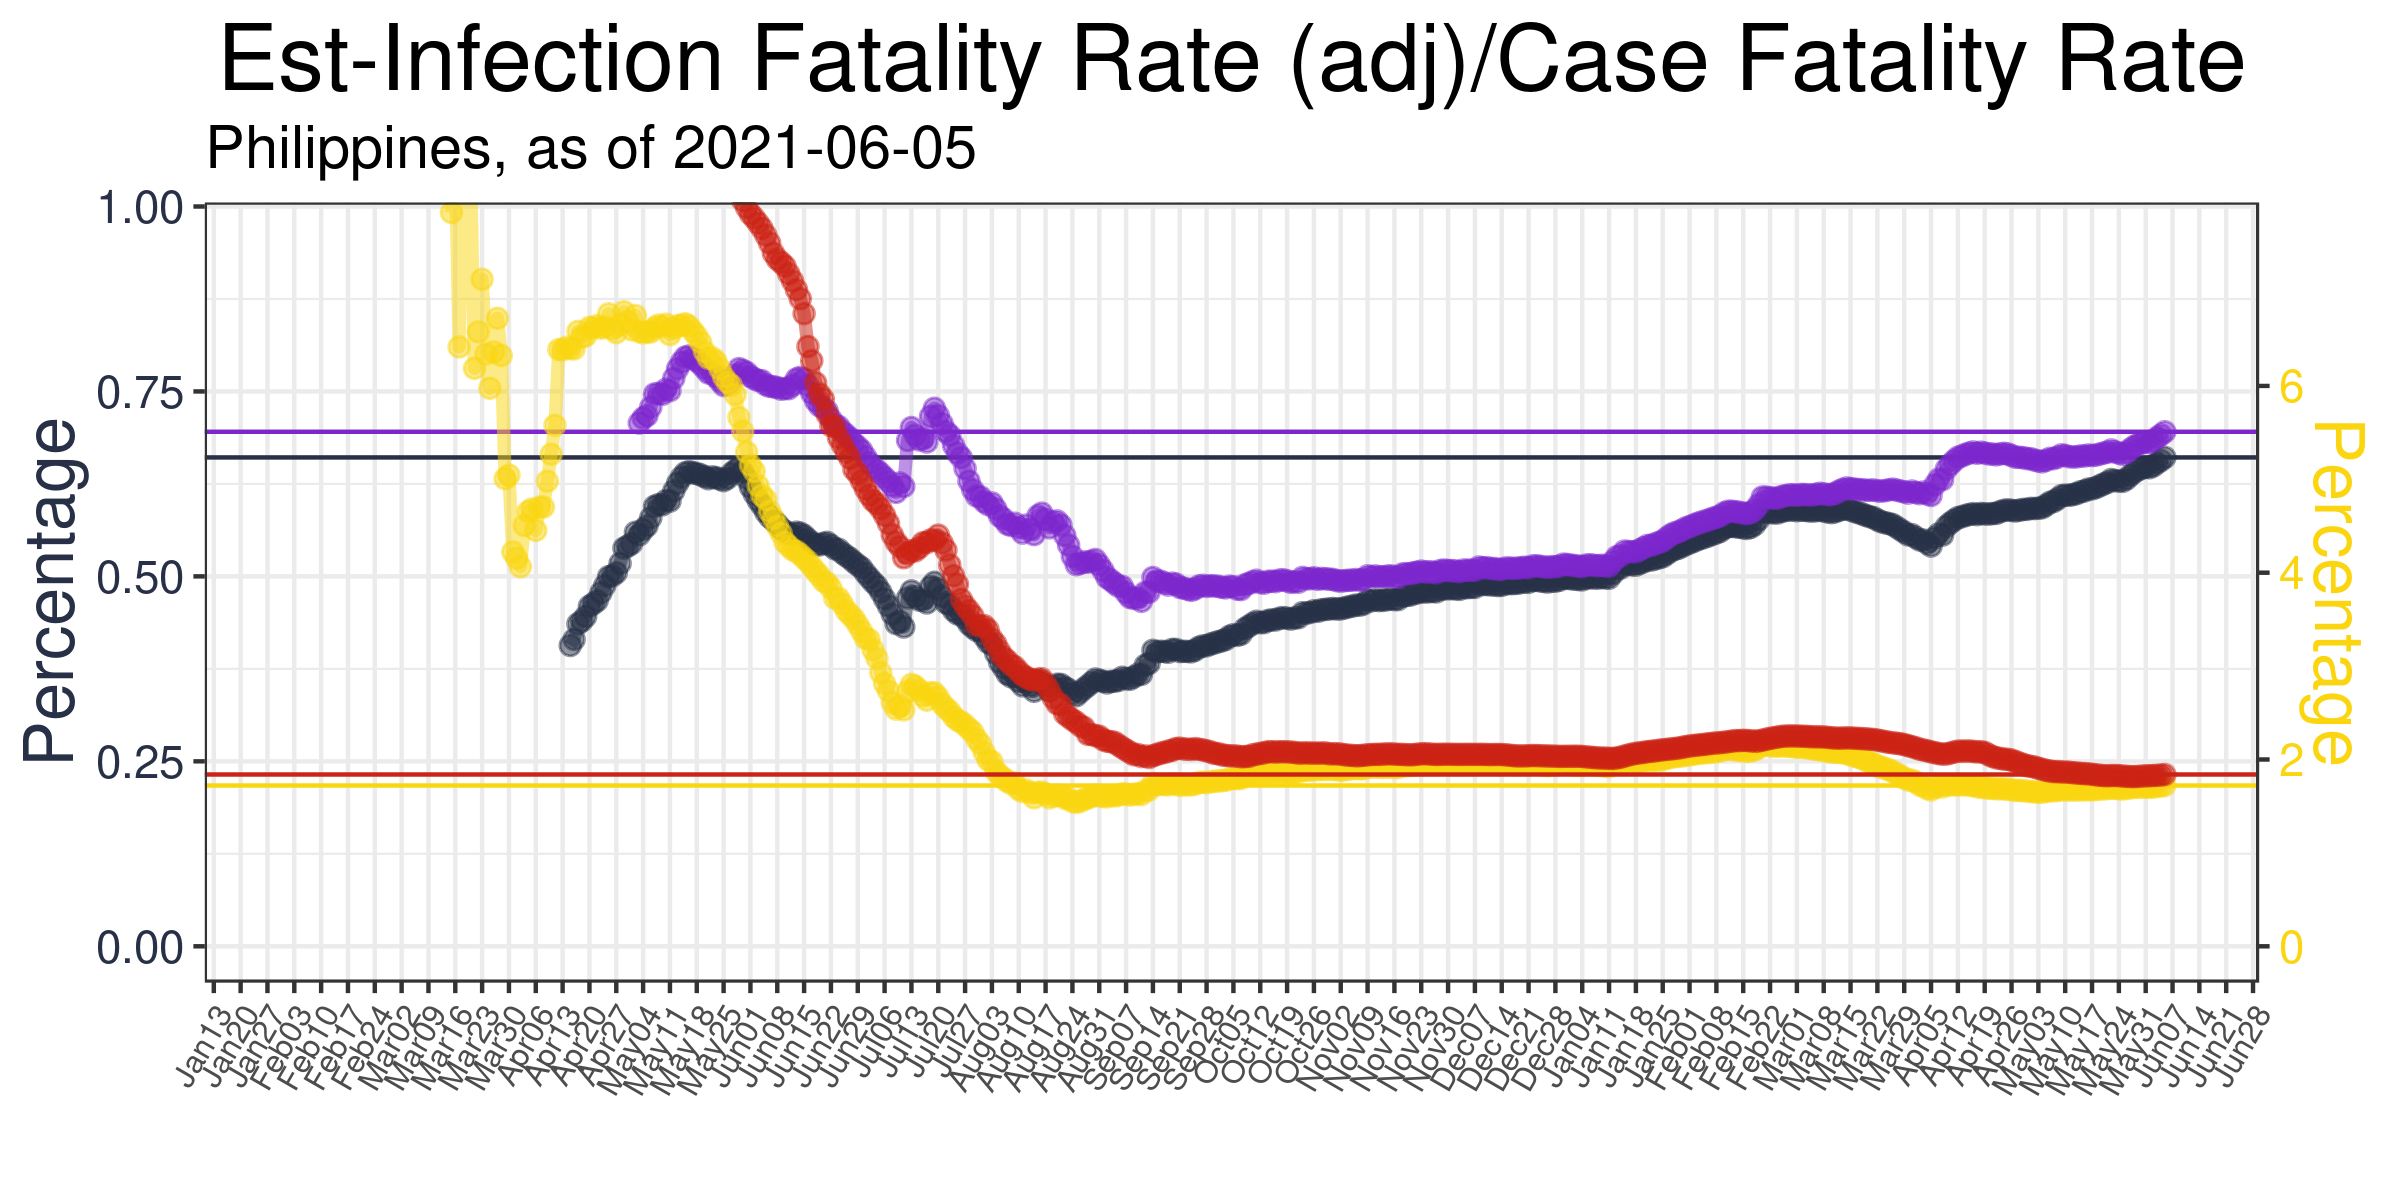 Est-Infection Fatality Rate (adj)/Case Fatality Rate
Philippines, as of 2021-06-05
Percentage
1.00
0.75
0.50
0.25
0.00
6
4
2
0
Percentage
Jan13
Jan20
Jan27
Feb03
Feb10
Feb17
Feb24
Mar02
Mar09
Mar16
Mar23
Mar30
Apr06
Apr13
Apr20
Apr27
May04
May11
May18
May25
Jun01
Jun08
Jun15
Jun22
Jun29
Jul06
Jul13
Jul20
Jul27
Aug03
Aug10
Aug17
Aug24
Aug31
Sep07
Sep14
Sep21
Sep28
Oct05
Oct12
Oct19
Oct26
Nov02
Nov09
Nov16
Nov23
Nov30
Dec07
Dec14
Dec21
Dec28
Jan04
Jan11
Jan18
Jan25
Feb01
Feb08
Feb15
Feb22
Mar01
Mar08
Mar15
Mar22
Mar29
Apr05
Apr12
Apr19
Apr26
May03
May10
May17
May24
May31
Jun07
Jun14
Jun21
Jun28